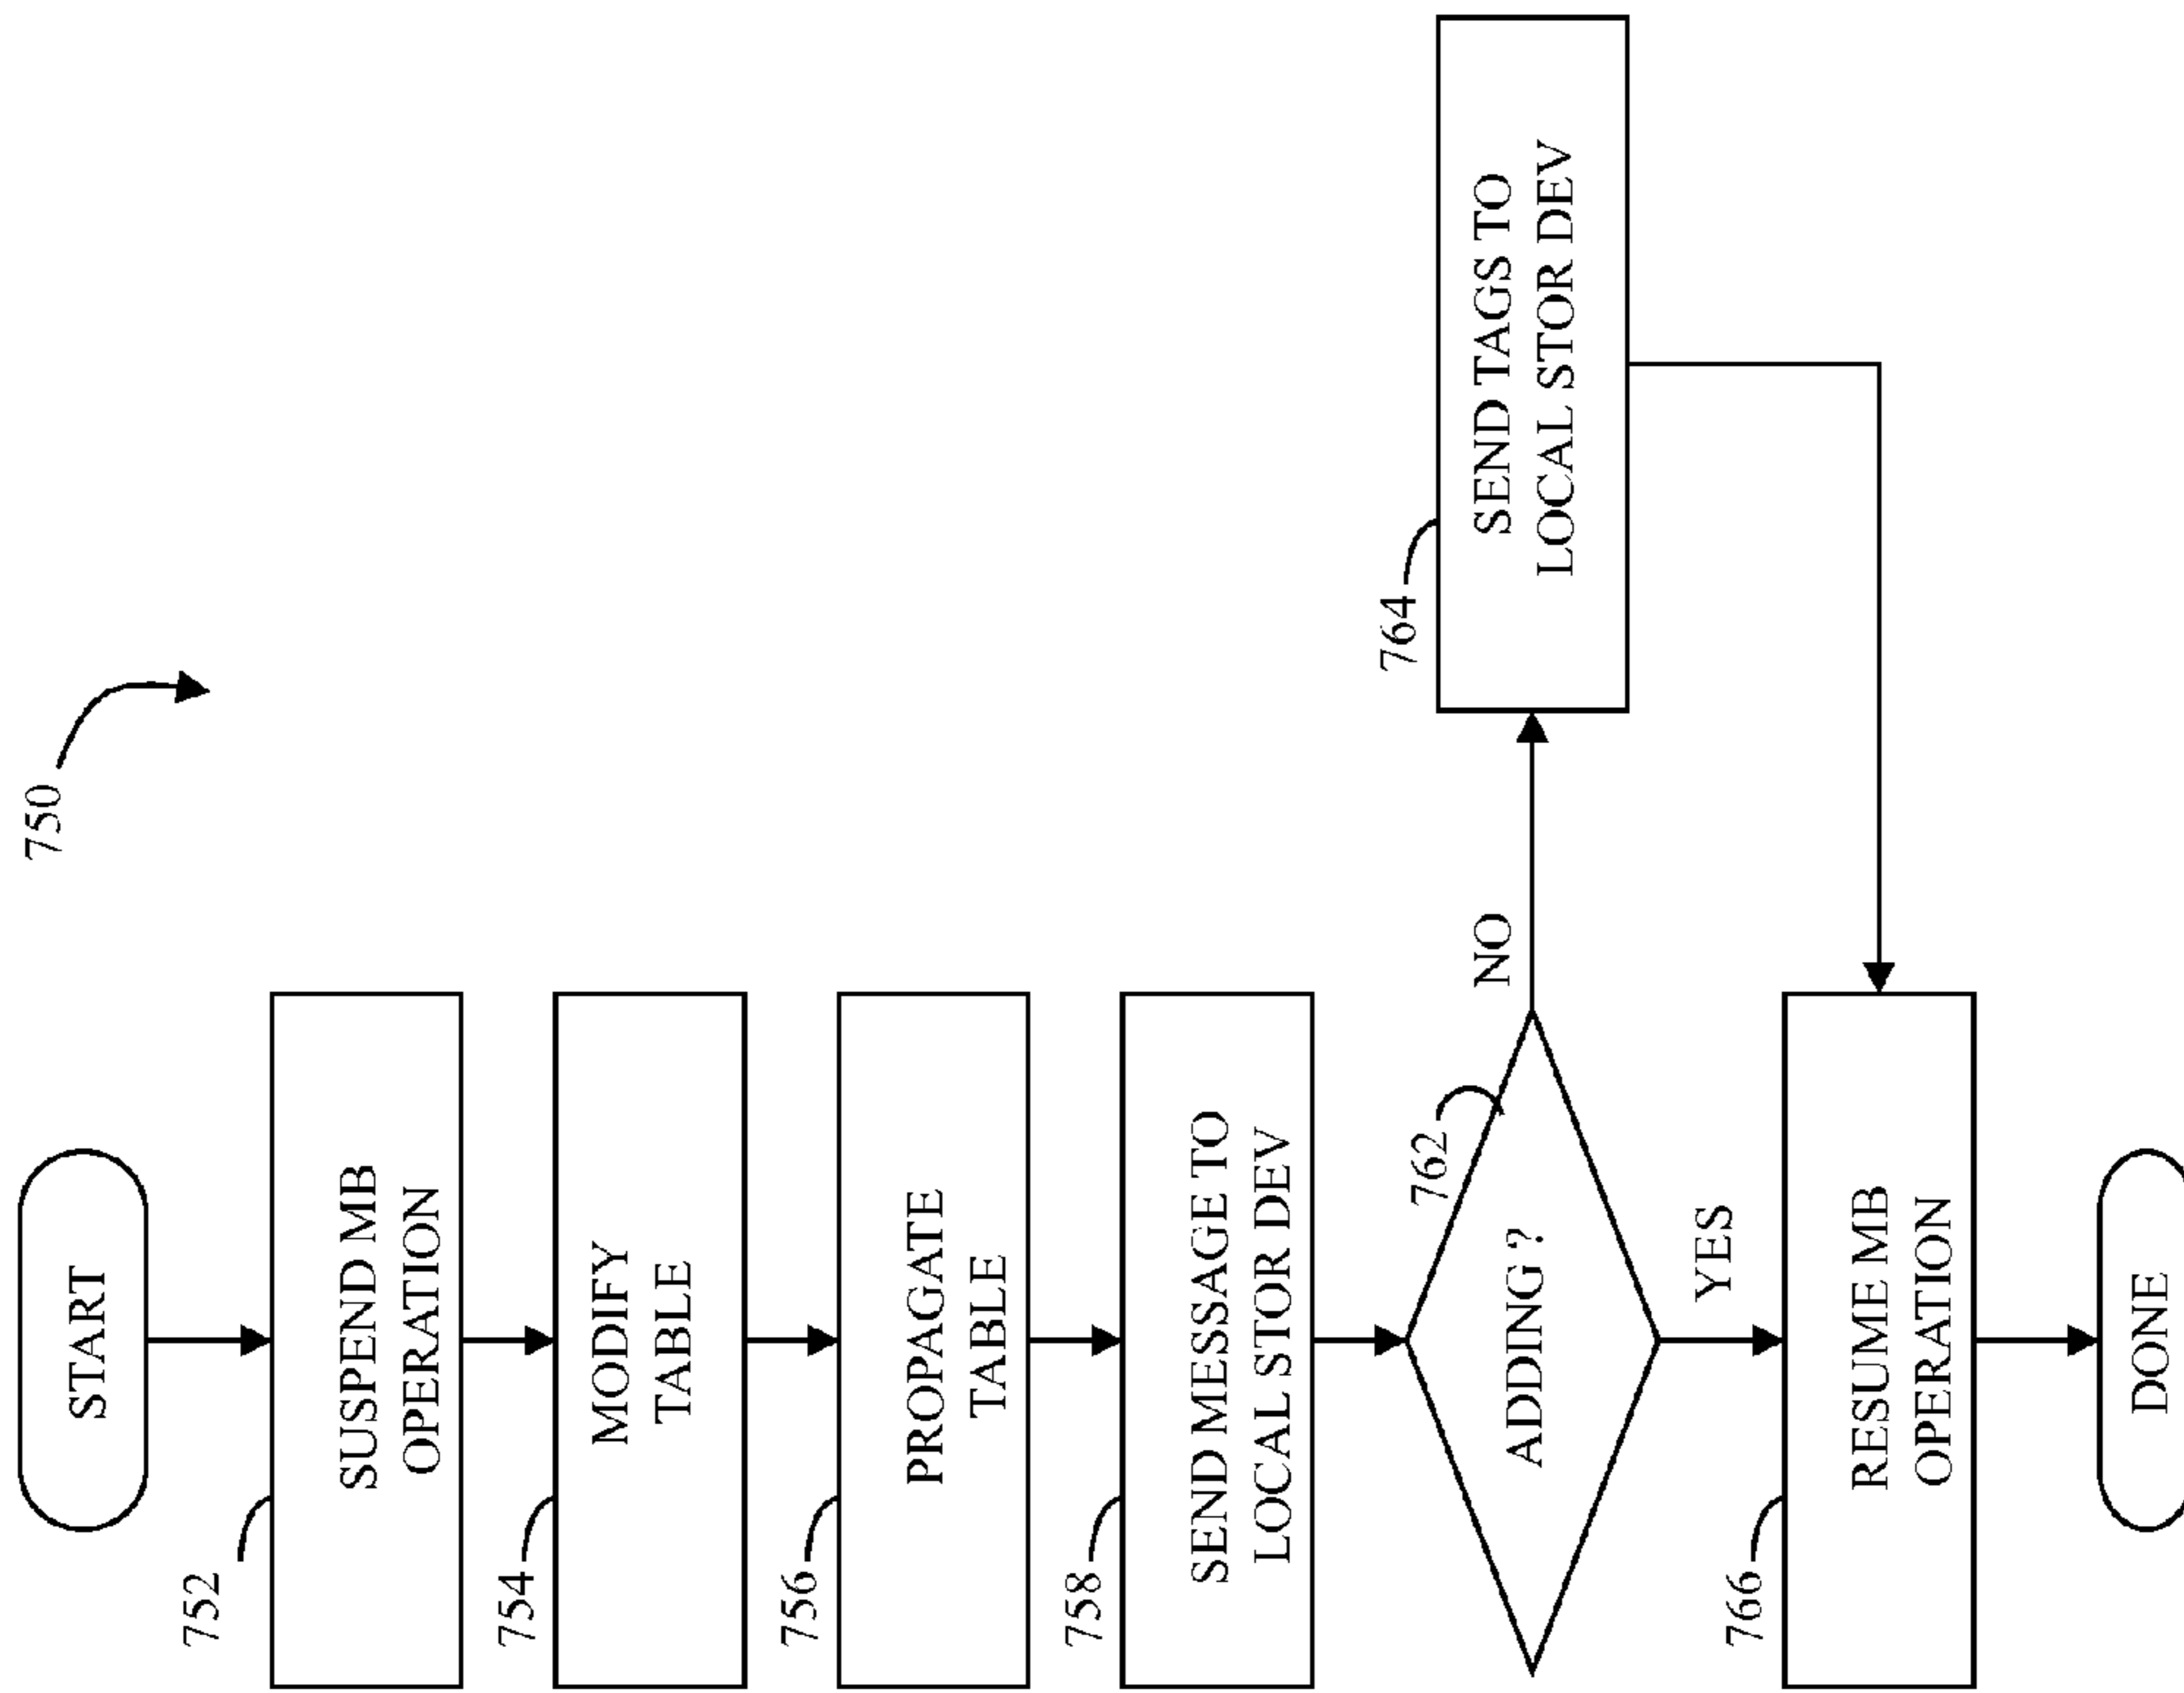 750
START
752
SUSPEND MB
OPERATION
754
MODIFY
TABLE
756
PROPAGATE
TABLE
758
SEND MESSAGE TO
LOCAL STOR DEV
762
ADDING?
NO
764
SEND TAGS TO
LOCAL STOR DEV
YES
766
RESUME MB
OPERATION
DONE